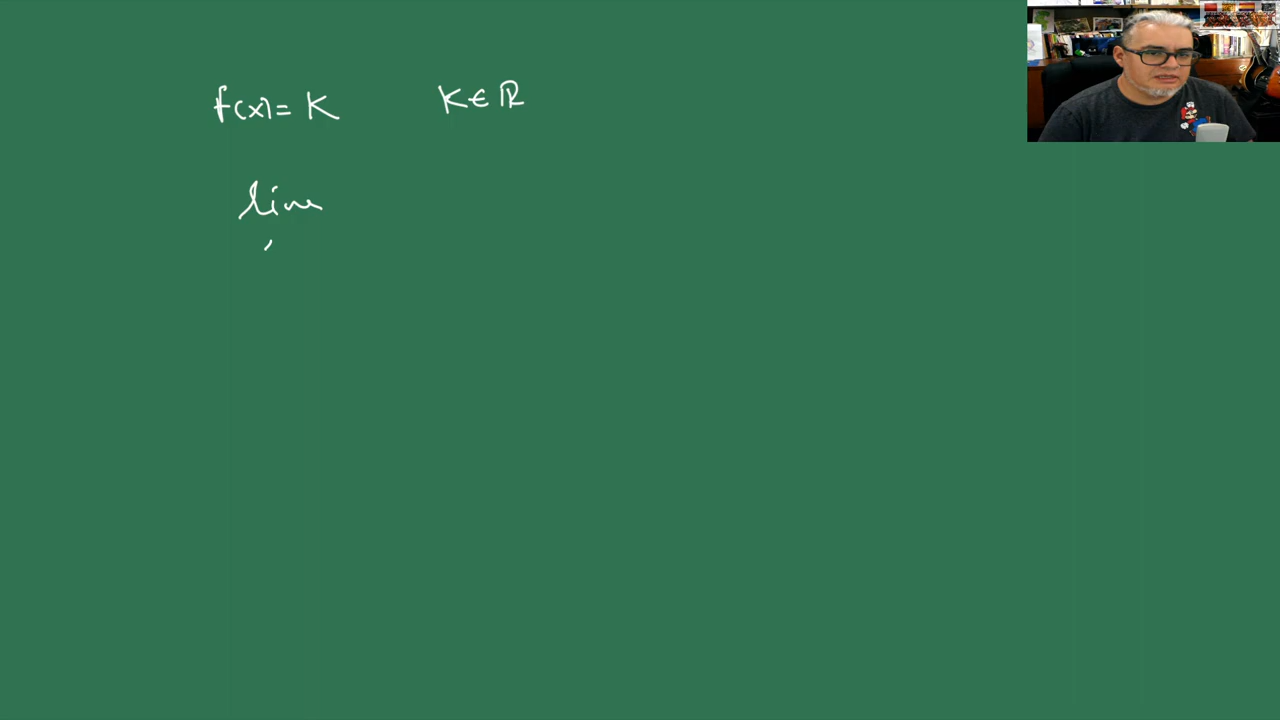 f(x) = K K ∈ ℝ
lim